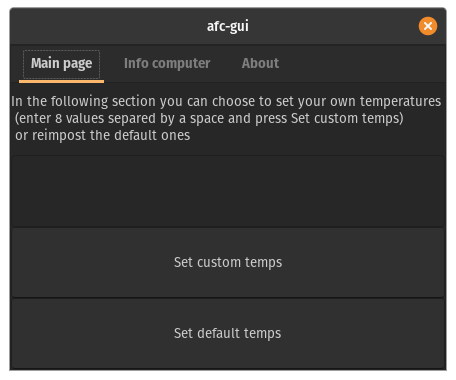 afc-gui
Main page
Info computer
About
In the following section you can choose to set your own temperatures
(enter 8 values separed by a space and press Set custom temps)
or reimpost the default ones
Set custom temps
Set default temps